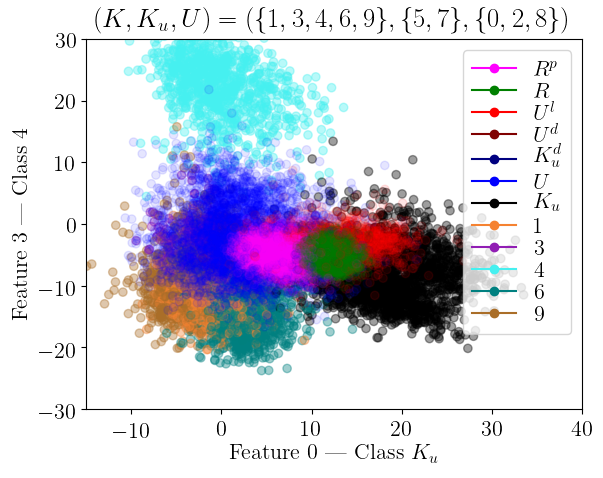 (K, K_u, U) = ({1, 3, 4, 6, 9}, {5, 7}, {0, 2, 8})
30
20
10
0
−10
−20
−30
Feature 3 — Class 4
R^p
R
U^l
U^d
K_u^d
U
K_u
1
3
4
6
9
−10
0
10
20
30
40
Feature 0 — Class K_u